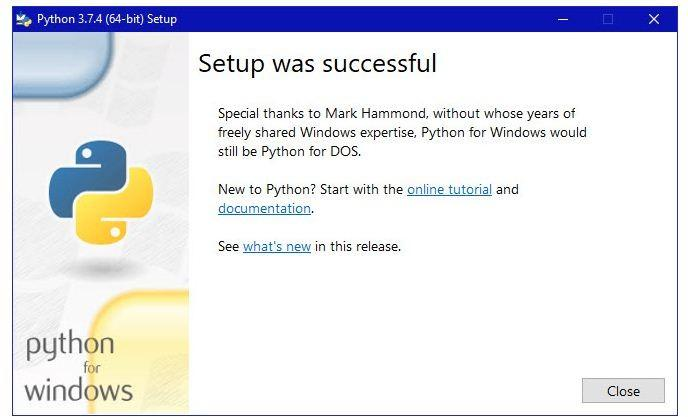 Python 3.7.4 (64-bit) Setup
Setup was successful
Special thanks to Mark Hammond, without whose years of
freely shared Windows expertise, Python for Windows would
still be Python for DOS.
New to Python? Start with the online tutorial and
documentation.
See what's new in this release.
python
for
windows
Close